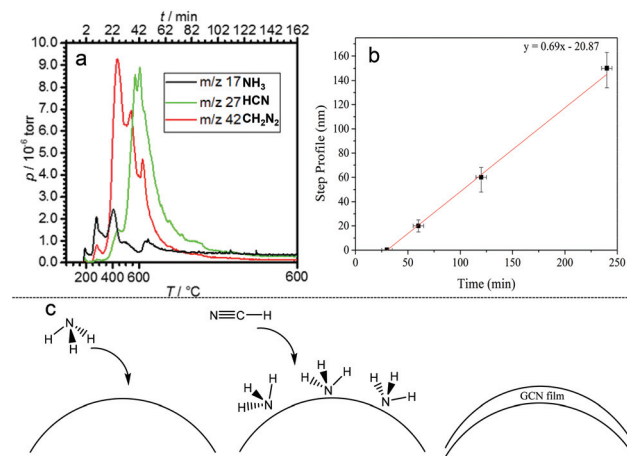 t / min
2 22 42 62 82 102 122 142 162
a
10.0
9.0
8.0
7.0
6.0
5.0
4.0
3.0
2.0
1.0
0.0
p / 10⁻⁶ torr
m/z 17 NH₃
m/z 27 HCN
m/z 42 CH₂N₂
200 400 600 600
T / °C
b
y = 0.69x - 20.87
160
140
120
100
80
60
40
20
0
Step Profile (nm)
0 50 100 150 200 250
Time (min)
c
N
H H
H
N C H
H H H H
H N H N H N H
H H
GCN film